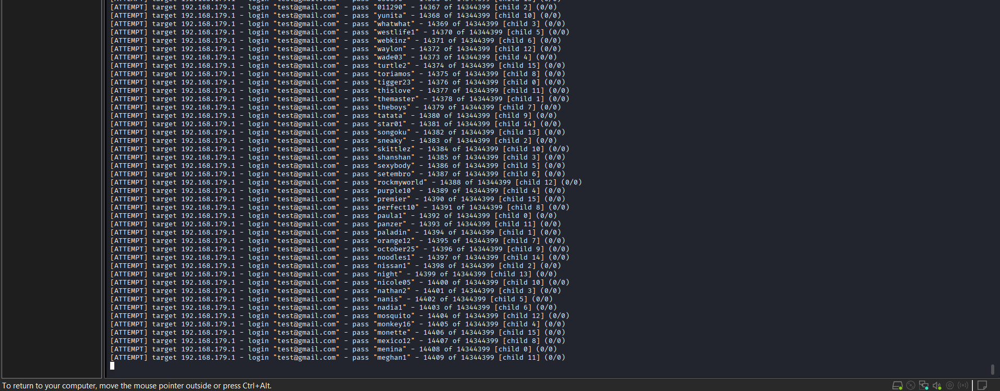 [ATTEMPT] target 192.168.179.1 - login "test@gmail.com" - pass "011290" - 14367 of 14344399 [child 2] (0/0)
[ATTEMPT] target 192.168.179.1 - login "test@gmail.com" - pass "yunita" - 14368 of 14344399 [child 10] (0/0)
[ATTEMPT] target 192.168.179.1 - login "test@gmail.com" - pass "whatwhat" - 14369 of 14344399 [child 3] (0/0)
[ATTEMPT] target 192.168.179.1 - login "test@gmail.com" - pass "westlife1" - 14370 of 14344399 [child 5] (0/0)
[ATTEMPT] target 192.168.179.1 - login "test@gmail.com" - pass "webkinz" - 14371 of 14344399 [child 6] (0/0)
[ATTEMPT] target 192.168.179.1 - login "test@gmail.com" - pass "waylon" - 14372 of 14344399 [child 12] (0/0)
[ATTEMPT] target 192.168.179.1 - login "test@gmail.com" - pass "wade03" - 14373 of 14344399 [child 4] (0/0)
[ATTEMPT] target 192.168.179.1 - login "test@gmail.com" - pass "turtle2" - 14374 of 14344399 [child 15] (0/0)
[ATTEMPT] target 192.168.179.1 - login "test@gmail.com" - pass "toriamos" - 14375 of 14344399 [child 8] (0/0)
[ATTEMPT] target 192.168.179.1 - login "test@gmail.com" - pass "tigger23" - 14376 of 14344399 [child 0] (0/0)
[ATTEMPT] target 192.168.179.1 - login "test@gmail.com" - pass "thislove" - 14377 of 14344399 [child 11] (0/0)
[ATTEMPT] target 192.168.179.1 - login "test@gmail.com" - pass "themaster" - 14378 of 14344399 [child 1] (0/0)
[ATTEMPT] target 192.168.179.1 - login "test@gmail.com" - pass "theboys" - 14379 of 14344399 [child 7] (0/0)
[ATTEMPT] target 192.168.179.1 - login "test@gmail.com" - pass "tatata" - 14380 of 14344399 [child 9] (0/0)
[ATTEMPT] target 192.168.179.1 - login "test@gmail.com" - pass "star01" - 14381 of 14344399 [child 14] (0/0)
[ATTEMPT] target 192.168.179.1 - login "test@gmail.com" - pass "songoku" - 14382 of 14344399 [child 13] (0/0)
[ATTEMPT] target 192.168.179.1 - login "test@gmail.com" - pass "sneaky" - 14383 of 14344399 [child 2] (0/0)
[ATTEMPT] target 192.168.179.1 - login "test@gmail.com" - pass "skittlez" - 14384 of 14344399 [child 10] (0/0)
[ATTEMPT] target 192.168.179.1 - login "test@gmail.com" - pass "shanshan" - 14385 of 14344399 [child 3] (0/0)
[ATTEMPT] target 192.168.179.1 - login "test@gmail.com" - pass "sexybody" - 14386 of 14344399 [child 5] (0/0)
[ATTEMPT] target 192.168.179.1 - login "test@gmail.com" - pass "setembro" - 14387 of 14344399 [child 6] (0/0)
[ATTEMPT] target 192.168.179.1 - login "test@gmail.com" - pass "rockmyworld" - 14388 of 14344399 [child 12] (0/0)
[ATTEMPT] target 192.168.179.1 - login "test@gmail.com" - pass "purple10" - 14389 of 14344399 [child 4] (0/0)
[ATTEMPT] target 192.168.179.1 - login "test@gmail.com" - pass "premier" - 14390 of 14344399 [child 15] (0/0)
[ATTEMPT] target 192.168.179.1 - login "test@gmail.com" - pass "perfect10" - 14391 of 14344399 [child 8] (0/0)
[ATTEMPT] target 192.168.179.1 - login "test@gmail.com" - pass "paula1" - 14392 of 14344399 [child 0] (0/0)
[ATTEMPT] target 192.168.179.1 - login "test@gmail.com" - pass "panzer" - 14393 of 14344399 [child 11] (0/0)
[ATTEMPT] target 192.168.179.1 - login "test@gmail.com" - pass "paladin" - 14394 of 14344399 [child 1] (0/0)
[ATTEMPT] target 192.168.179.1 - login "test@gmail.com" - pass "orange12" - 14395 of 14344399 [child 7] (0/0)
[ATTEMPT] target 192.168.179.1 - login "test@gmail.com" - pass "october25" - 14396 of 14344399 [child 9] (0/0)
[ATTEMPT] target 192.168.179.1 - login "test@gmail.com" - pass "noodles1" - 14397 of 14344399 [child 14] (0/0)
[ATTEMPT] target 192.168.179.1 - login "test@gmail.com" - pass "nissan1" - 14398 of 14344399 [child 2] (0/0)
[ATTEMPT] target 192.168.179.1 - login "test@gmail.com" - pass "night" - 14399 of 14344399 [child 13] (0/0)
[ATTEMPT] target 192.168.179.1 - login "test@gmail.com" - pass "nicole05" - 14400 of 14344399 [child 10] (0/0)
[ATTEMPT] target 192.168.179.1 - login "test@gmail.com" - pass "nathan2" - 14401 of 14344399 [child 3] (0/0)
[ATTEMPT] target 192.168.179.1 - login "test@gmail.com" - pass "nanis" - 14402 of 14344399 [child 5] (0/0)
[ATTEMPT] target 192.168.179.1 - login "test@gmail.com" - pass "nadia1" - 14403 of 14344399 [child 6] (0/0)
[ATTEMPT] target 192.168.179.1 - login "test@gmail.com" - pass "mosquito" - 14404 of 14344399 [child 12] (0/0)
[ATTEMPT] target 192.168.179.1 - login "test@gmail.com" - pass "monkey16" - 14405 of 14344399 [child 4] (0/0)
[ATTEMPT] target 192.168.179.1 - login "test@gmail.com" - pass "monette" - 14406 of 14344399 [child 15] (0/0)
[ATTEMPT] target 192.168.179.1 - login "test@gmail.com" - pass "mexico12" - 14407 of 14344399 [child 8] (0/0)
[ATTEMPT] target 192.168.179.1 - login "test@gmail.com" - pass "menina" - 14408 of 14344399 [child 0] (0/0)
[ATTEMPT] target 192.168.179.1 - login "test@gmail.com" - pass "meghan1" - 14409 of 14344399 [child 11] (0/0)
To return to your computer, move the mouse pointer outside or press Ctrl+Alt.